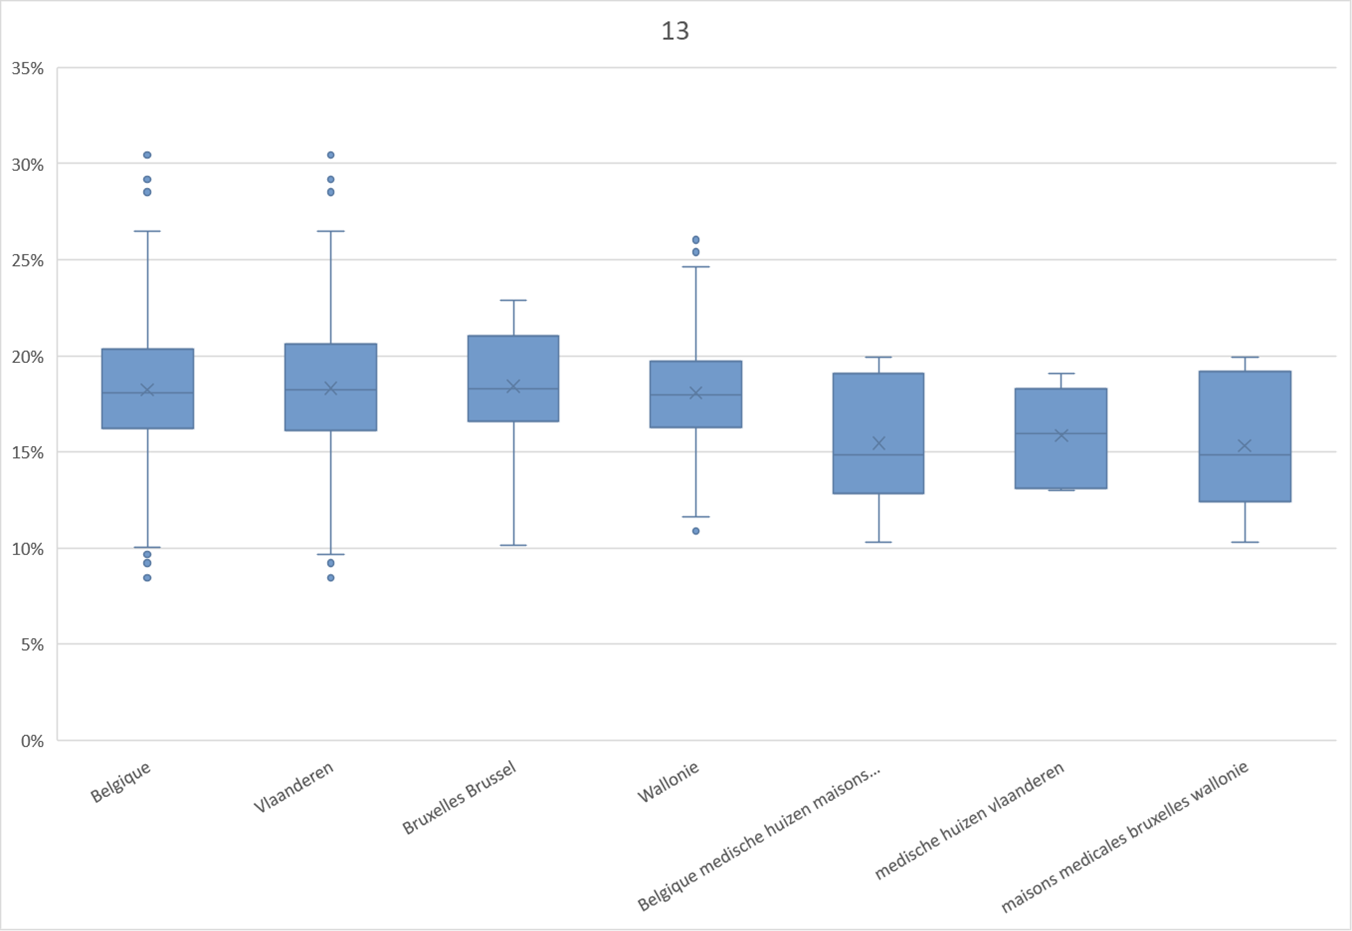 13
35%
30%
25%
20%
15%
10%
5%
0%
Belgique
Vlaanderen
Bruxelles Brussel
Wallonie
Belgique medische huizen maisons...
medische huizen vlaanderen
maisons medicales bruxelles wallonie